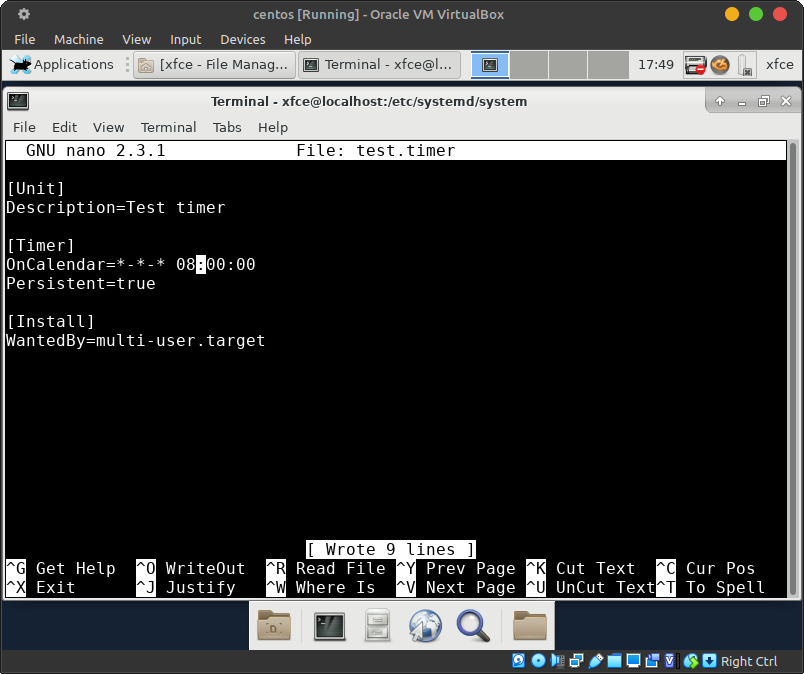 centos [Running] - Oracle VM VirtualBox
File Machine View Input Devices Help
Applications [xfce - File Manag... Terminal - xfce@l... 17:49 xfce
Terminal - xfce@localhost:/etc/systemd/system
File Edit View Terminal Tabs Help
GNU nano 2.3.1 File: test.timer
[Unit]
Description=Test timer
[Timer]
OnCalendar=*-*-* 08:00:00
Persistent=true
[Install]
WantedBy=multi-user.target
[ Wrote 9 lines ]
^G Get Help ^O WriteOut ^R Read File ^Y Prev Page ^K Cut Text ^C Cur Pos
^X Exit ^J Justify ^W Where Is ^V Next Page ^U UnCut Text ^T To Spell
Right Ctrl